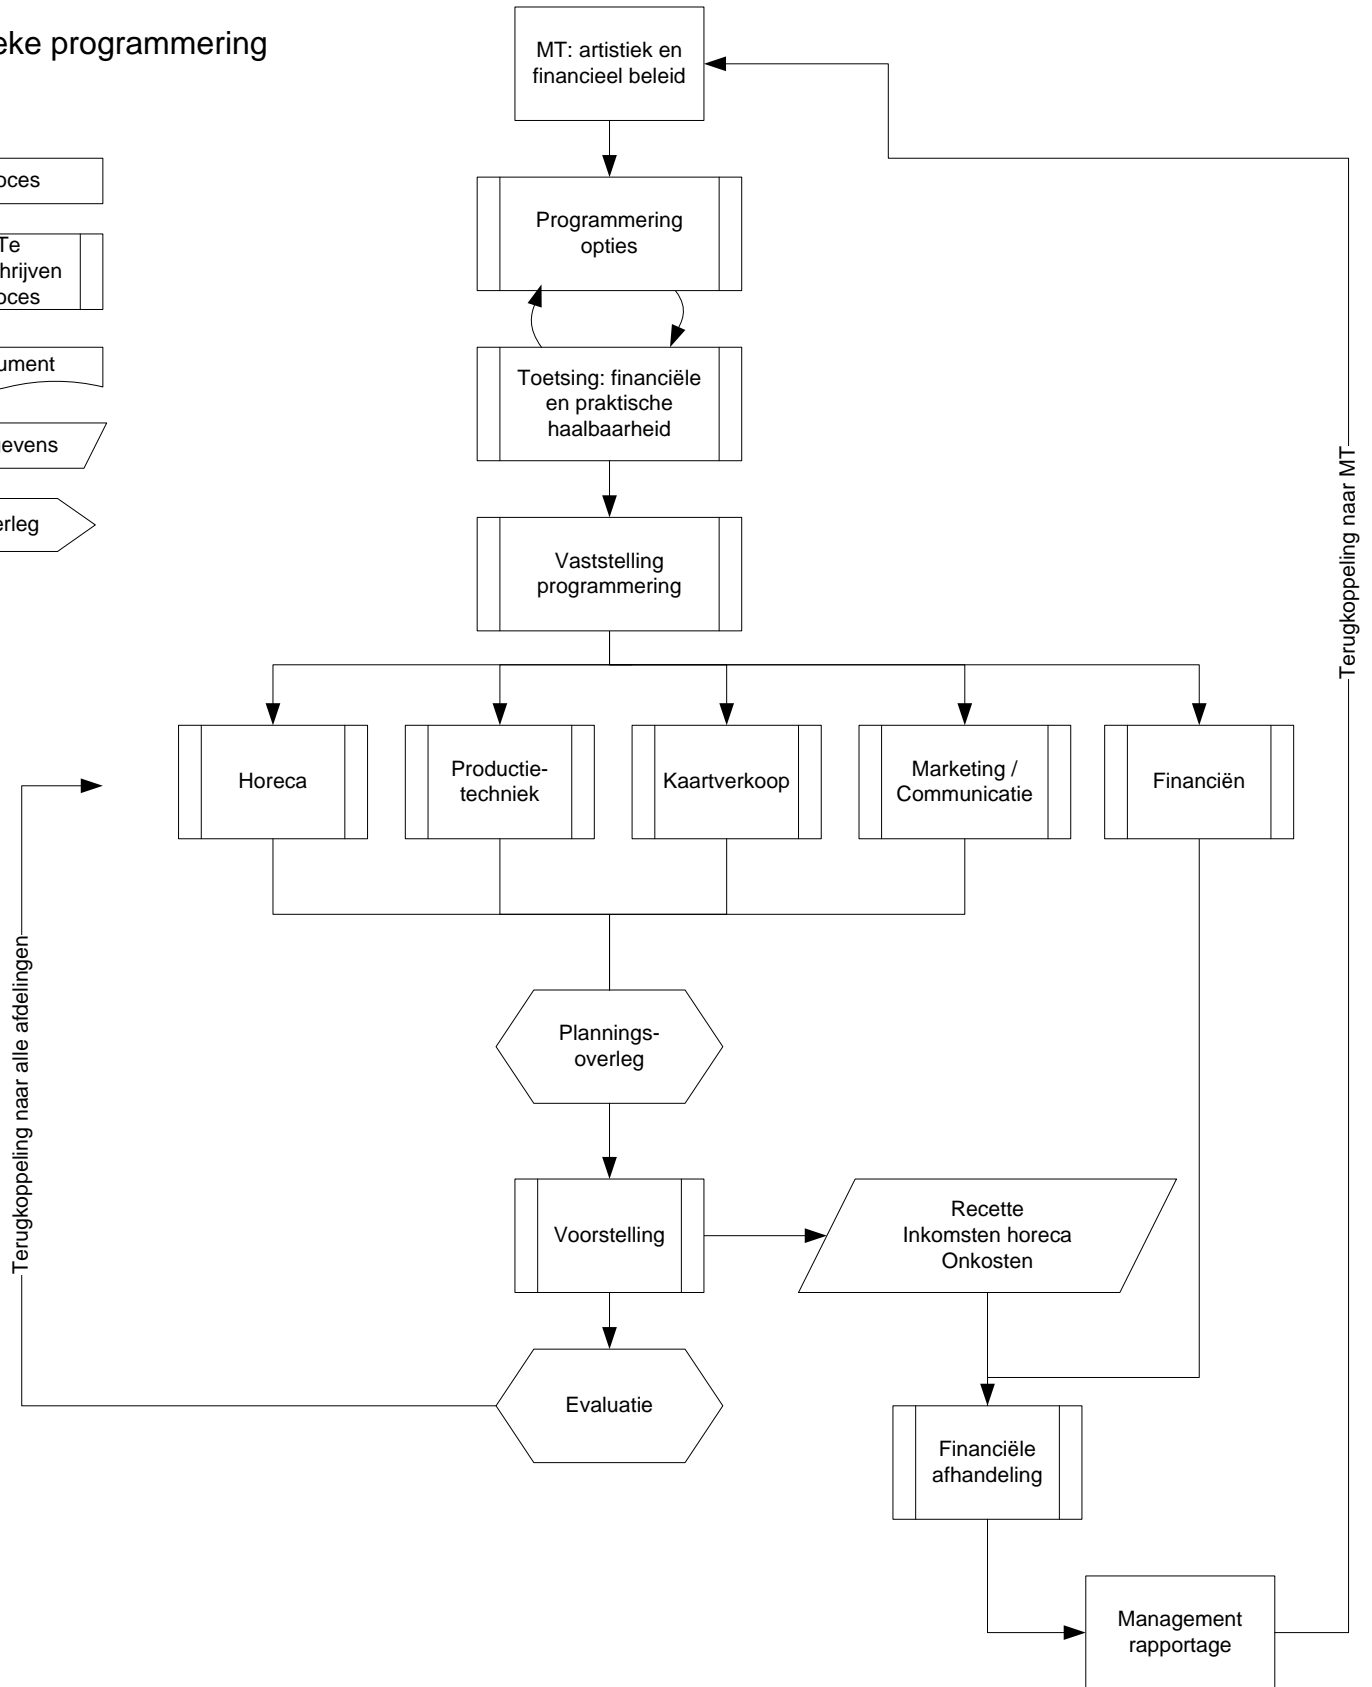 eke programmering
oces
Te
hrijven
oces
ument
evens
erleg
MT: artistiek en
financieel beleid
Programmering
opties
Toetsing: financiële
en praktische
haalbaarheid
Vaststelling
programmering
Horeca
Productie-
techniek
Kaartverkoop
Marketing /
Communicatie
Financiën
Plannings-
overleg
Voorstelling
Recette
Inkomsten horeca
Onkosten
Evaluatie
Financiële
afhandeling
Management
rapportage
Terugkoppeling naar alle afdelingen
Terugkoppeling naar MT